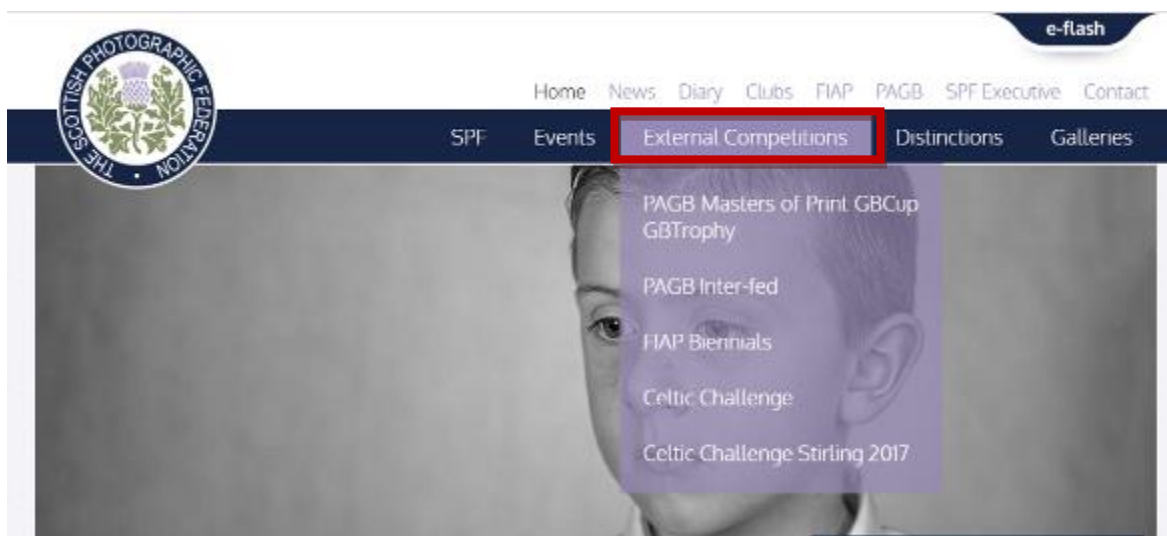 e-flash
THE SCOTTISH PHOTOGRAPHIC FEDERATION
Home News Diary Clubs FIAP PAGB SPF Executive Contact
SPF Events External Competitions Distinctions Galleries
PAGB Masters of Print GBCup
GBTrophy
PAGB Inter-fed
FIAP Biennials
Celtic Challenge
Celtic Challenge Stirling 2017